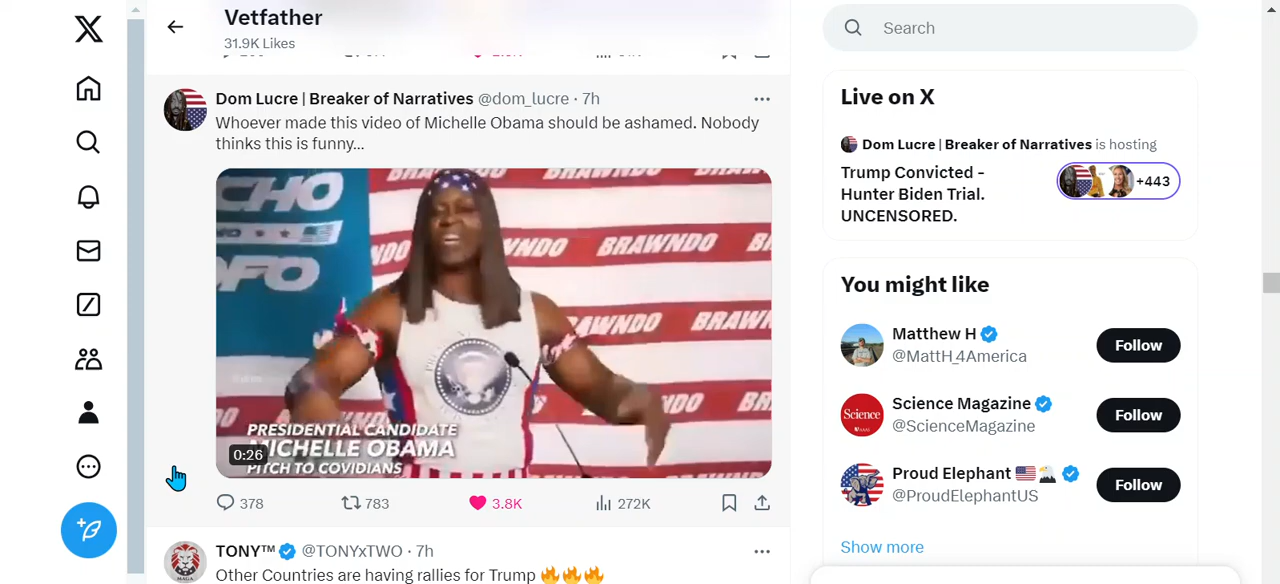 Vetfather
31.9K Likes
Dom Lucre | Breaker of Narratives @dom_lucre · 7h
Whoever made this video of Michelle Obama should be ashamed. Nobody
thinks this is funny...
BRAWNDO
BRAWNDO
PRESIDENTIAL CANDIDATE
MICHELLE OBAMA
PITCH TO COVIDIANS
0:26
378 783 3.8K 272K
TONY™ @TONYxTWO · 7h
Other Countries are having rallies for Trump 🔥🔥🔥
Search
Live on X
Dom Lucre | Breaker of Narratives is hosting
Trump Convicted -
Hunter Biden Trial.
UNCENSORED.
+443
You might like
Matthew H
@MattH_4America
Follow
Science Magazine
@ScienceMagazine
Follow
Science
Proud Elephant 🇺🇸🦅
@ProudElephantUS
Follow
Show more